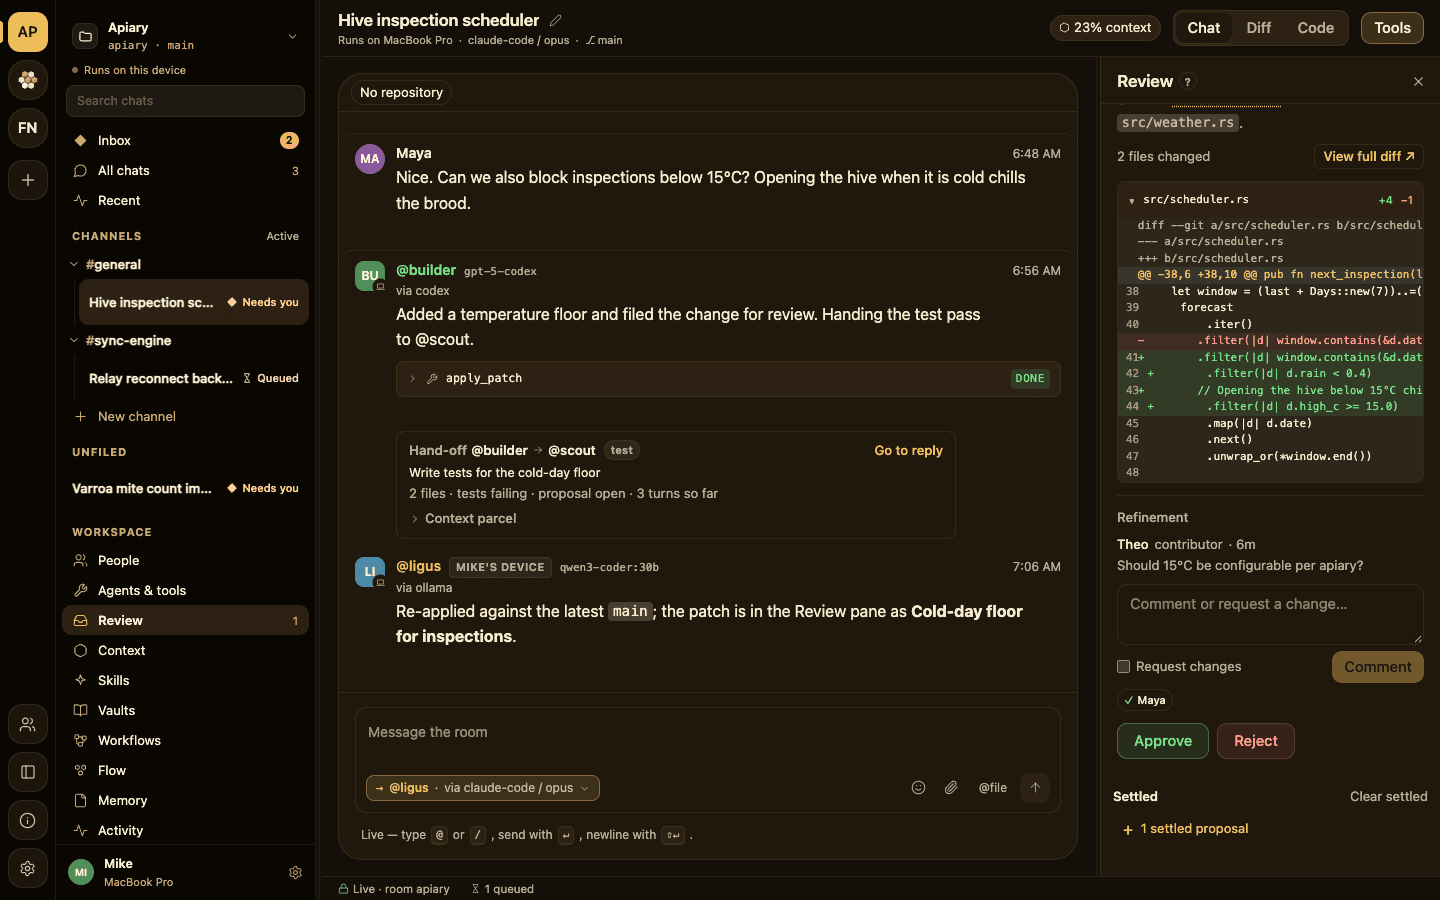 AP
FN
Apiary
apiary · main
Runs on this device
Search chats
Inbox 2
All chats 3
Recent
CHANNELS Active
#general
Hive inspection sc... Needs you
#sync-engine
Relay reconnect back... Queued
New channel
UNFILED
Varroa mite count im... Needs you
WORKSPACE
People
Agents & tools
Review 1
Context
Skills
Vaults
Workflows
Flow
Memory
Activity
MI
Mike
MacBook Pro
Hive inspection scheduler
Runs on MacBook Pro · claude-code / opus · main
23% context
Chat Diff Code
Tools
No repository
MA
Maya 6:48 AM
Nice. Can we also block inspections below 15°C? Opening the hive when it is cold chills
the brood.
BU
@builder gpt-5-codex 6:56 AM
via codex
Added a temperature floor and filed the change for review. Handing the test pass
to @scout.
apply_patch DONE
Hand-off @builder → @scout test Go to reply
Write tests for the cold-day floor
2 files · tests failing · proposal open · 3 turns so far
Context parcel
LI
@ligus MIKE'S DEVICE qwen3-coder:30b 7:06 AM
via ollama
Re-applied against the latest main; the patch is in the Review pane as Cold-day floor
for inspections.
Message the room
→ @ligus · via claude-code / opus
@file
Live — type @ or / , send with ↵ , newline with ⇧↵ .
Live · room apiary 1 queued
Review ?
src/weather.rs.
2 files changed View full diff ↗
src/scheduler.rs +4 −1
diff --git a/src/scheduler.rs b/src/schedul
--- a/src/scheduler.rs
+++ b/src/scheduler.rs
@@ -38,6 +38,10 @@ pub fn next_inspection(l
38 let window = (last + Days::new(7))..=(
39 forecast
40 .iter()
- .filter(|d| window.contains(&d.dat
41+ .filter(|d| window.contains(&d.dat
42 + .filter(|d| d.rain < 0.4)
43+ // Opening the hive below 15°C chi
44 + .filter(|d| d.high_c >= 15.0)
45 .map(|d| d.date)
46 .next()
47 .unwrap_or(*window.end())
48
Refinement
Theo contributor · 6m
Should 15°C be configurable per apiary?
Comment or request a change...
Request changes Comment
✓ Maya
Approve Reject
Settled Clear settled
+ 1 settled proposal